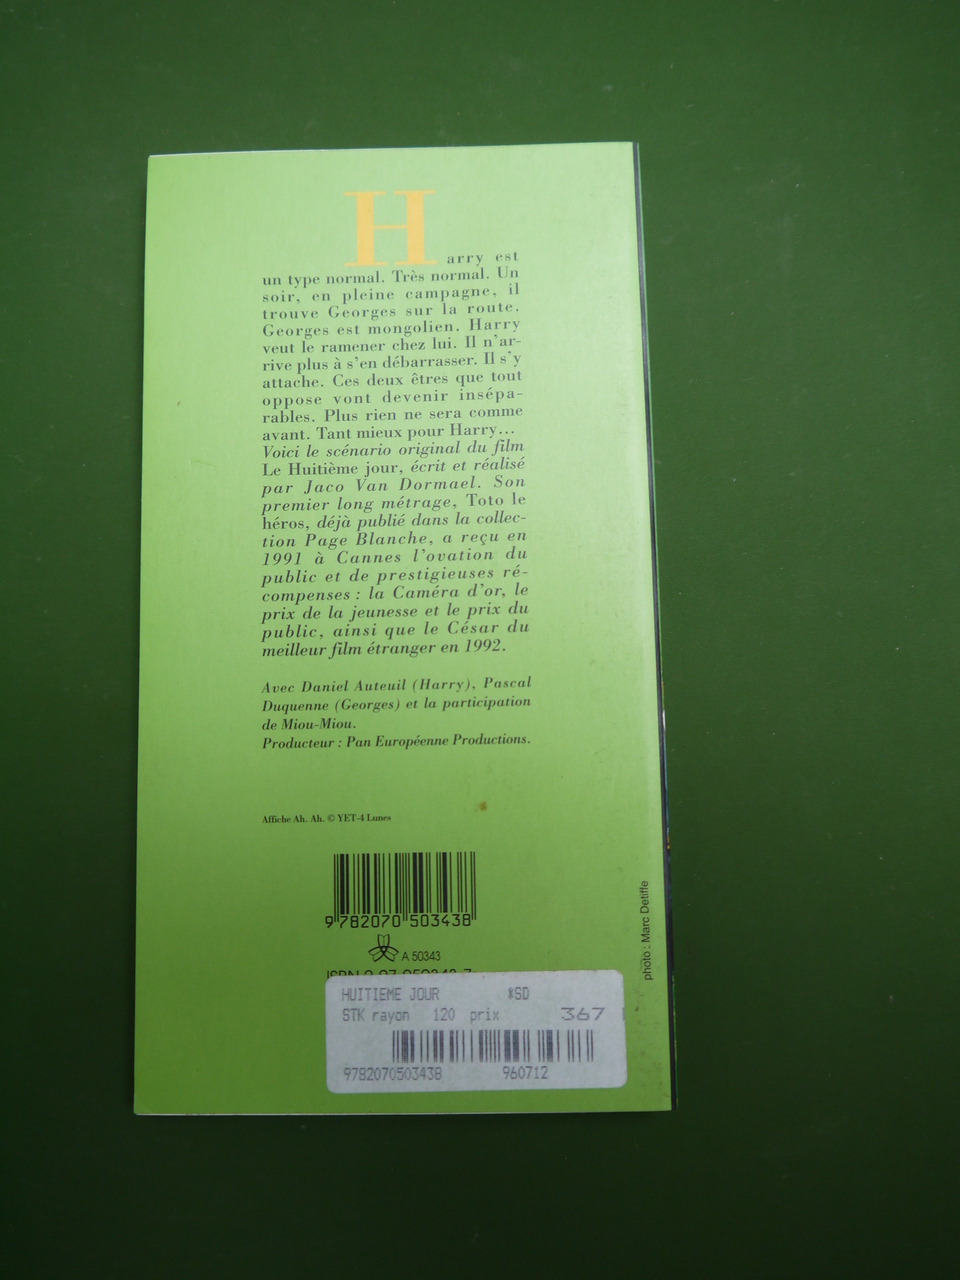 Harry est
un type normal. Très normal. Un
soir, en pleine campagne, il
trouve Georges sur la route.
Georges est mongolien. Harry
veut le ramener chez lui. Il n'ar-
rive plus à s'en débarrasser. Il s'y
attache. Ces deux êtres que tout
oppose vont devenir insépa-
rables. Plus rien ne sera comme
avant. Tant mieux pour Harry...
Voici le scénario original du film
Le Huitième jour, écrit et réalisé
par Jaco Van Dormael. Son
premier long métrage, Toto le
héros, déjà publié dans la collec-
tion Page Blanche, a reçu en
1991 à Cannes l'ovation du
public et de prestigieuses ré-
compenses : la Caméra d'or, le
prix de la jeunesse et le prix du
public, ainsi que le César du
meilleur film étranger en 1992.
Avec Daniel Auteuil (Harry), Pascal
Duquenne (Georges) et la participation
de Miou-Miou.
Producteur : Pan Européenne Productions.
Affiche Ah. Ah. © YET-4 Lunes
9 782070 503438
A 50343
photo : Marc Detiffe
HUITIEME JOUR *SD
STK rayon 120 prix 367
9782070503438 960712